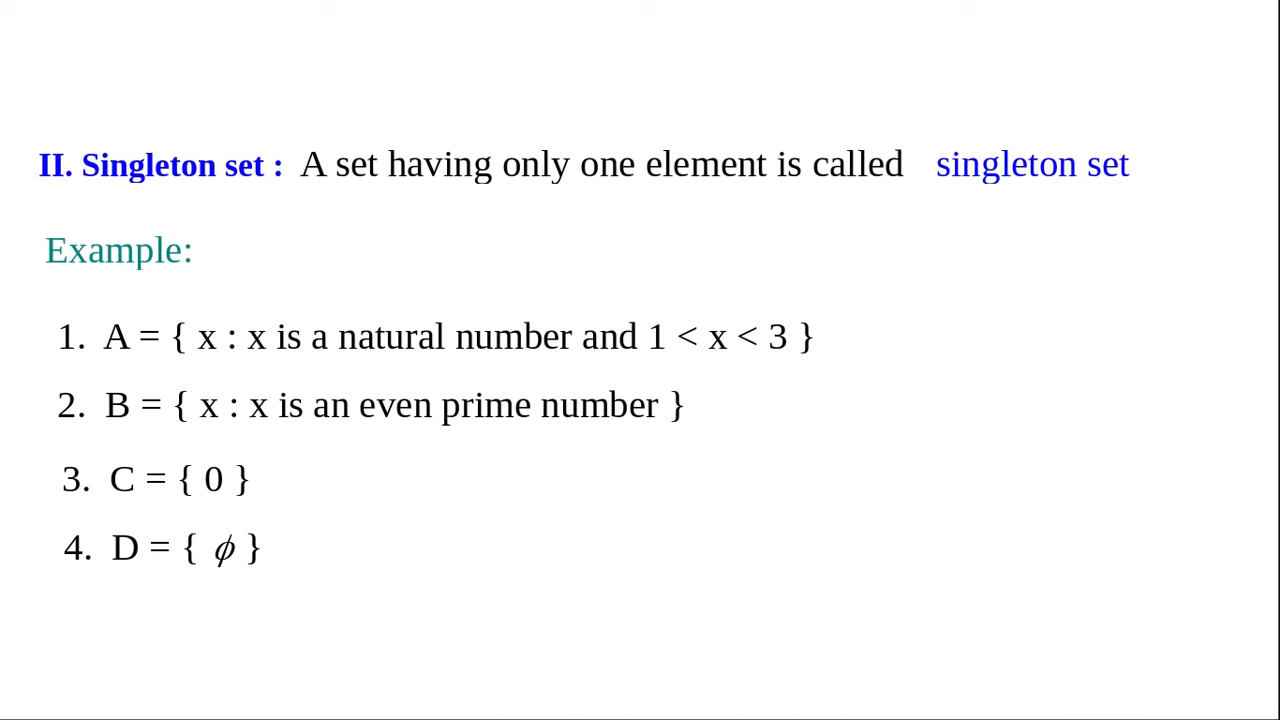 II. Singleton set : A set having only one element is called singleton set
Example:
1. A = { x : x is a natural number and 1 < x < 3 }
2. B = { x : x is an even prime number }
3. C = { 0 }
4. D = { ϕ }